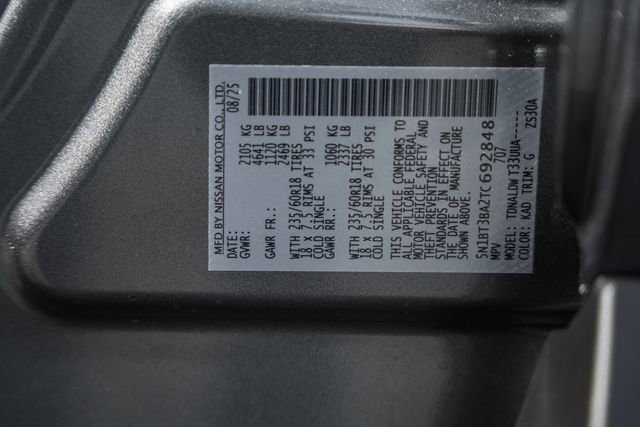 MFD BY NISSAN MOTOR CO., LTD.
DATE: 08/25
GVWR: 2105 KG
4641 LB
GAWR FR.: 1120 KG
2469 LB
WITH 235/60R18 TIRES
18 X 7.5 RIMS AT 33 PSI
COLD SINGLE
GAWR RR.: 1060 KG
2337 LB
WITH 235/60R18 TIRES
18 X 7.5 RIMS AT 30 PSI
COLD SINGLE
THIS VEHICLE CONFORMS TO
ALL APPLICABLE FEDERAL
MOTOR VEHICLE SAFETY AND
THEFT PREVENTION
STANDARDS IN EFFECT ON
THE DATE OF MANUFACTURE
SHOWN ABOVE.
5N1BT3BA2TC692848
MPV 707
MODEL: TDNALDW T33UUA------
COLOR: KAD TRIM: G ZS30A